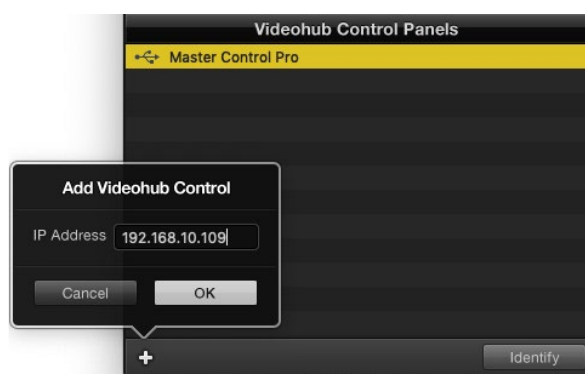 Videohub Control Panels
Master Control Pro
Add Videohub Control
IP Address 192.168.10.109
Cancel OK
+ Identify